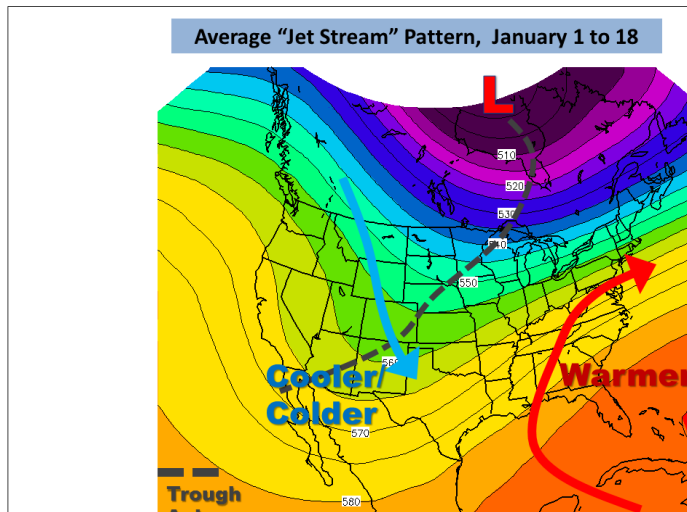 Average “Jet Stream” Pattern, January 1 to 18
L
510
520
530
540
550
560
Cooler/
Colder
Warmer
570
580
Trough